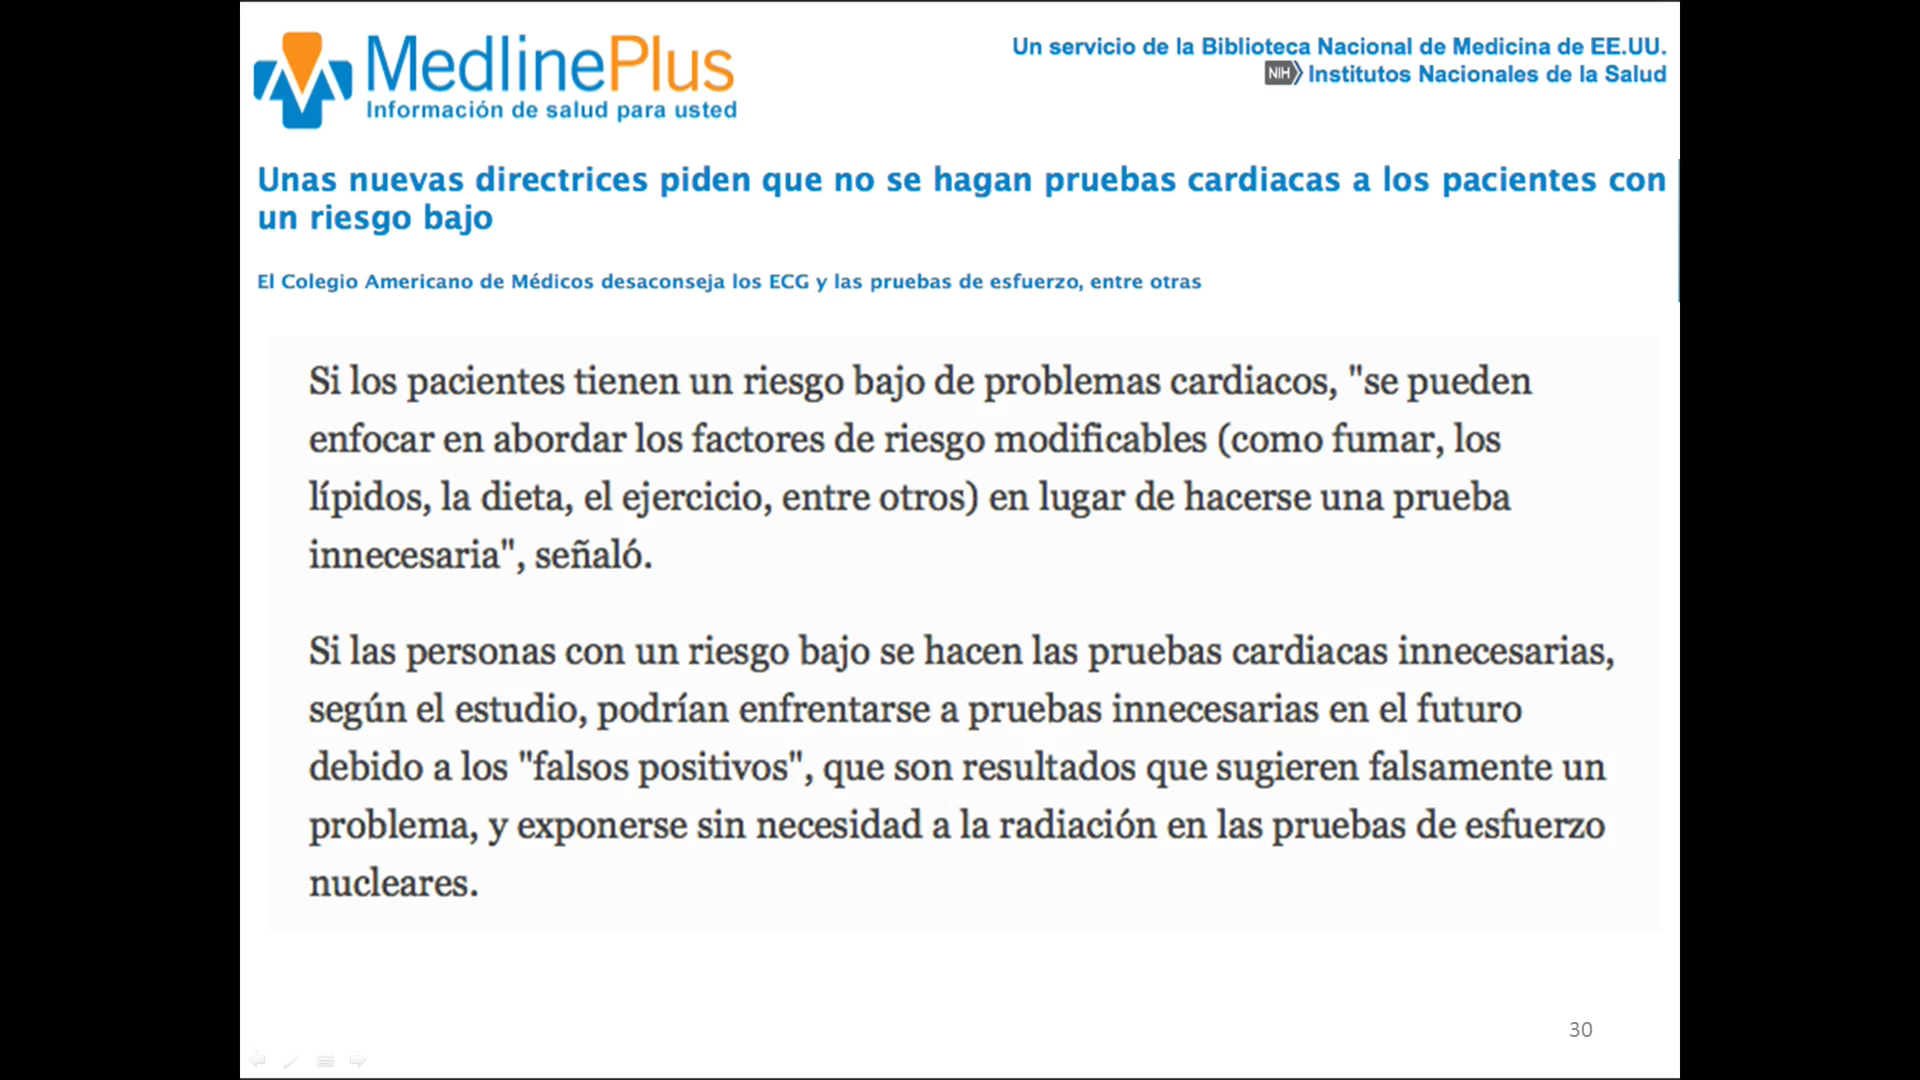 MedlinePlus
Información de salud para usted
Un servicio de la Biblioteca Nacional de Medicina de EE.UU.
NIH Institutos Nacionales de la Salud
Unas nuevas directrices piden que no se hagan pruebas cardiacas a los pacientes con
un riesgo bajo
El Colegio Americano de Médicos desaconseja los ECG y las pruebas de esfuerzo, entre otras
Si los pacientes tienen un riesgo bajo de problemas cardiacos, "se pueden
enfocar en abordar los factores de riesgo modificables (como fumar, los
lípidos, la dieta, el ejercicio, entre otros) en lugar de hacerse una prueba
innecesaria", señaló.
Si las personas con un riesgo bajo se hacen las pruebas cardiacas innecesarias,
según el estudio, podrían enfrentarse a pruebas innecesarias en el futuro
debido a los "falsos positivos", que son resultados que sugieren falsamente un
problema, y exponerse sin necesidad a la radiación en las pruebas de esfuerzo
nucleares.
30